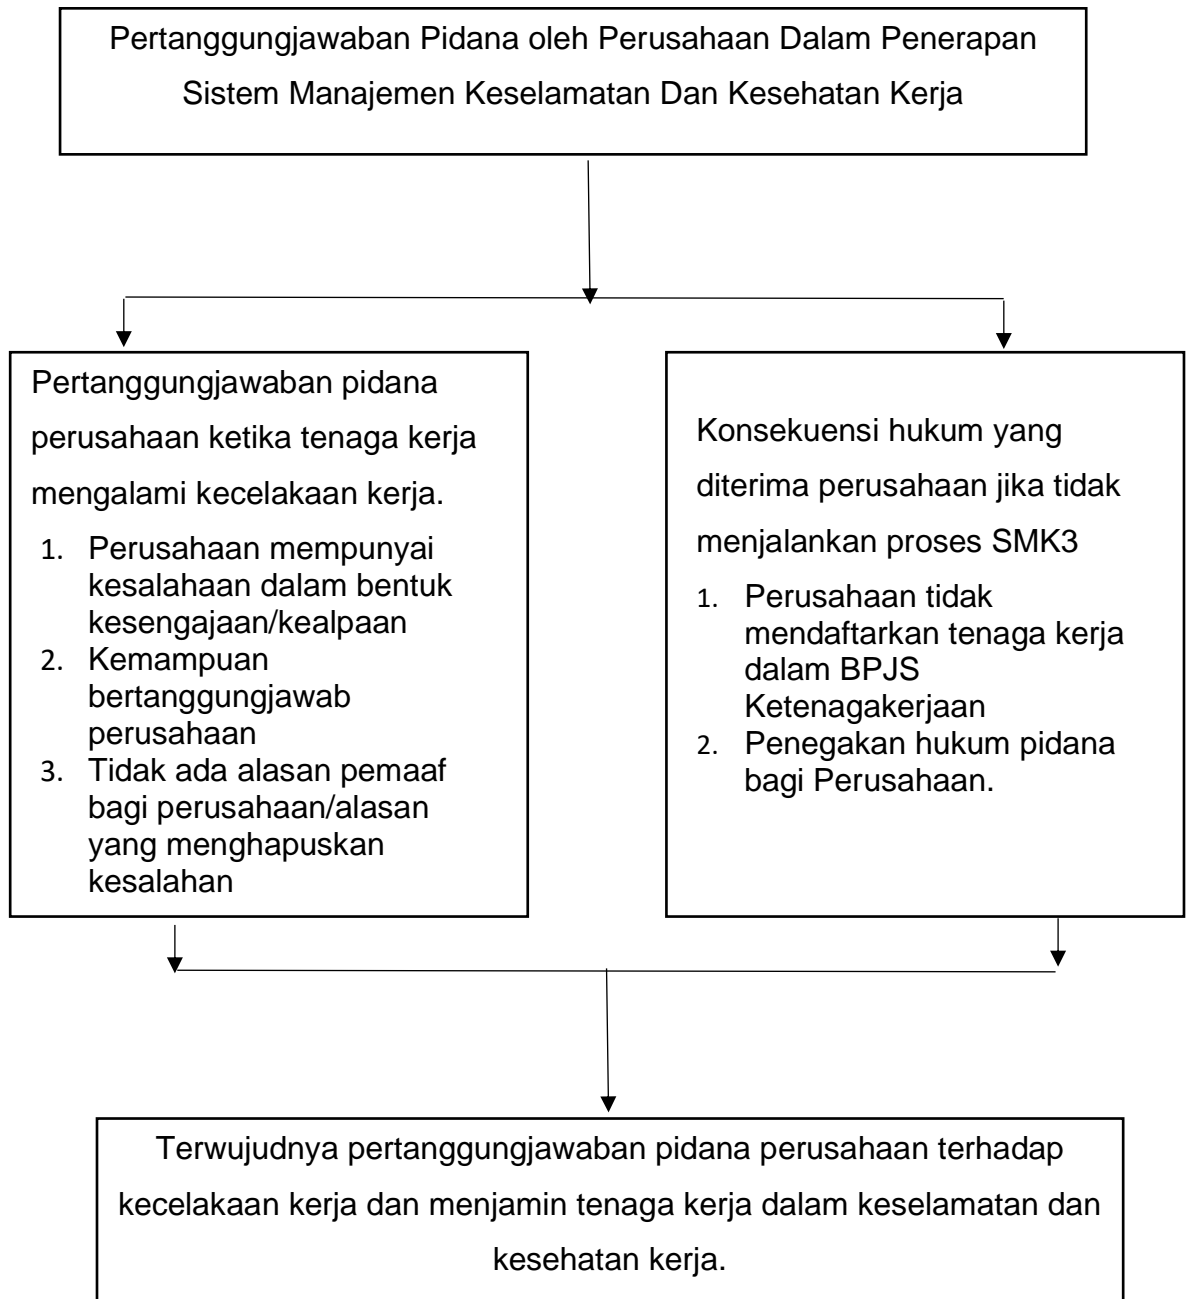 Pertanggungjawaban Pidana oleh Perusahaan Dalam Penerapan
Sistem Manajemen Keselamatan Dan Kesehatan Kerja
Pertanggungjawaban pidana
perusahaan ketika tenaga kerja
mengalami kecelakaan kerja.
1. Perusahaan mempunyai
kesalahaan dalam bentuk
kesengajaan/kealpaan
2. Kemampuan
bertanggungjawab
perusahaan
3. Tidak ada alasan pemaaf
bagi perusahaan/alasan
yang menghapuskan
kesalahan
Konsekuensi hukum yang
diterima perusahaan jika tidak
menjalankan proses SMK3
1. Perusahaan tidak
mendaftarkan tenaga kerja
dalam BPJS
Ketenagakerjaan
2. Penegakan hukum pidana
bagi Perusahaan.
Terwujudnya pertanggungjawaban pidana perusahaan terhadap
kecelakaan kerja dan menjamin tenaga kerja dalam keselamatan dan
kesehatan kerja.